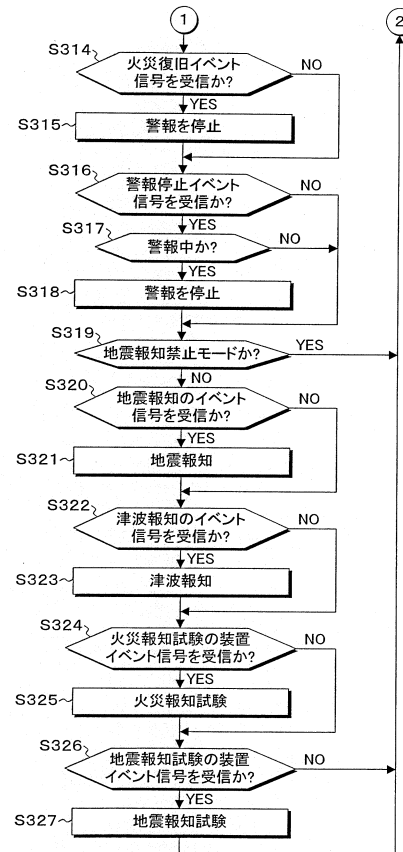 1
2
S314
火災復旧イベント
信号を受信か?
NO
YES
S315
警報を停止
S316
警報停止イベント
信号を受信か?
NO
YES
S317
警報中か?
NO
YES
S318
警報を停止
S319
地震報知禁止モードか?
YES
NO
S320
地震報知のイベント
信号を受信か?
NO
YES
S321
地震報知
S322
津波報知のイベント
信号を受信か?
NO
YES
S323
津波報知
S324
火災報知試験の装置
イベント信号を受信か?
NO
YES
S325
火災報知試験
S326
地震報知試験の装置
イベント信号を受信か?
NO
YES
S327
地震報知試験